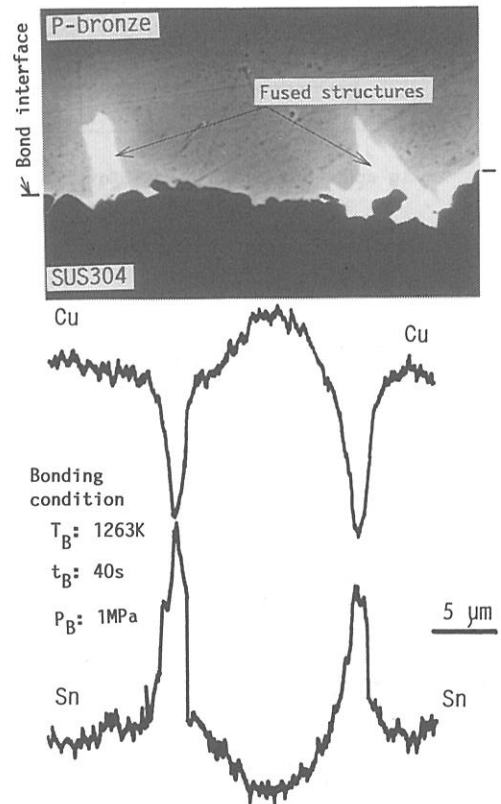 P-bronze
Bond interface
Fused structures
SUS304
Cu
Cu
Bonding
condition
T_B: 1263K
t_B: 40s
P_B: 1MPa
5 μm
Sn
Sn